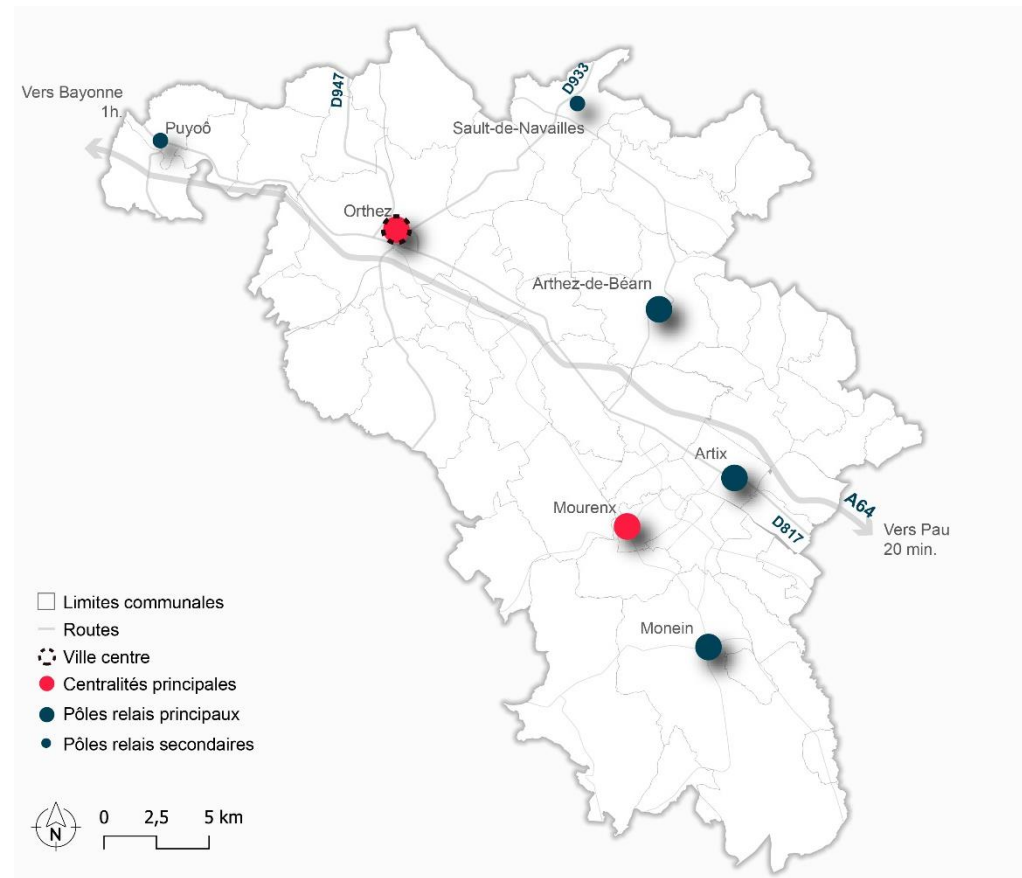 D947
D933
Vers Bayonne
1h.
Puyoô
Sault-de-Navailles
Orthez
Arthez-de-Béarn
Artix
Mourenx
A64
D817
Vers Pau
20 min.
Monein
Limites communales
Routes
Ville centre
Centralités principales
Pôles relais principaux
Pôles relais secondaires
N
0 2,5 5 km